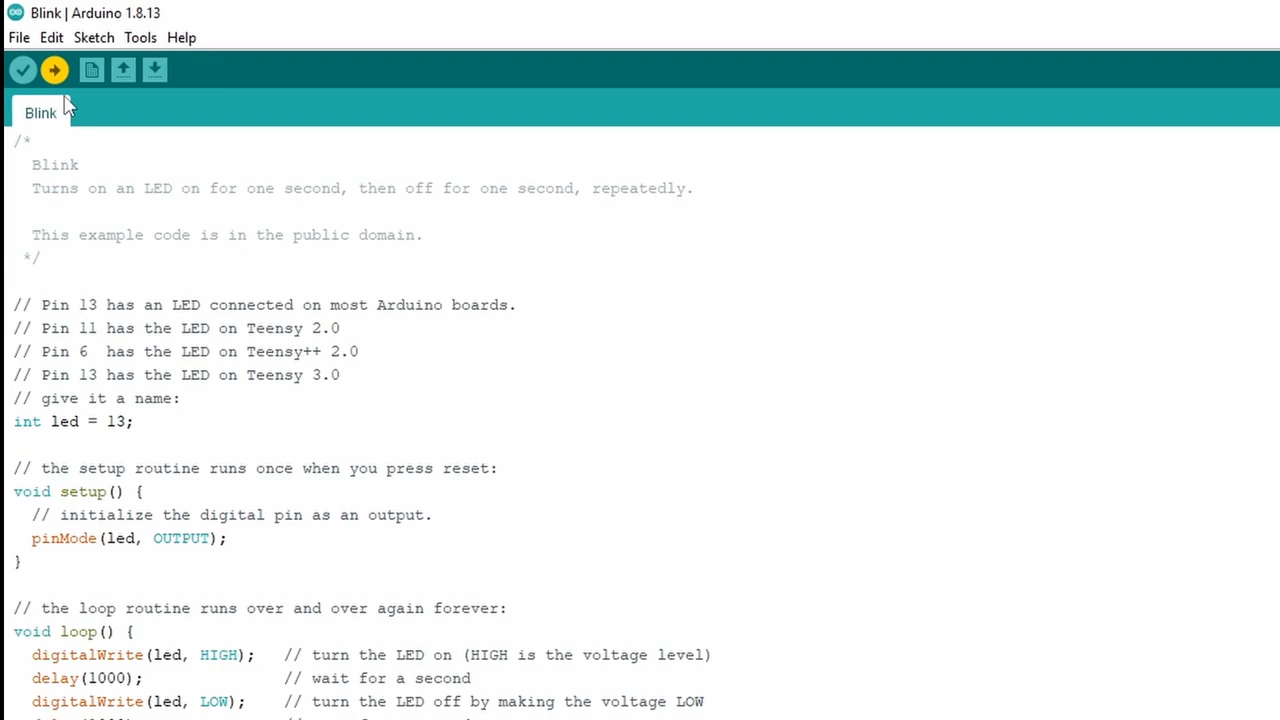 Blink | Arduino 1.8.13
File Edit Sketch Tools Help
Blink
/*
  Blink
  Turns on an LED on for one second, then off for one second, repeatedly.

  This example code is in the public domain.
 */

// Pin 13 has an LED connected on most Arduino boards.
// Pin 11 has the LED on Teensy 2.0
// Pin 6  has the LED on Teensy++ 2.0
// Pin 13 has the LED on Teensy 3.0
// give it a name:
int led = 13;

// the setup routine runs once when you press reset:
void setup() {
  // initialize the digital pin as an output.
  pinMode(led, OUTPUT);
}

// the loop routine runs over and over again forever:
void loop() {
  digitalWrite(led, HIGH);   // turn the LED on (HIGH is the voltage level)
  delay(1000);               // wait for a second
  digitalWrite(led, LOW);    // turn the LED off by making the voltage LOW